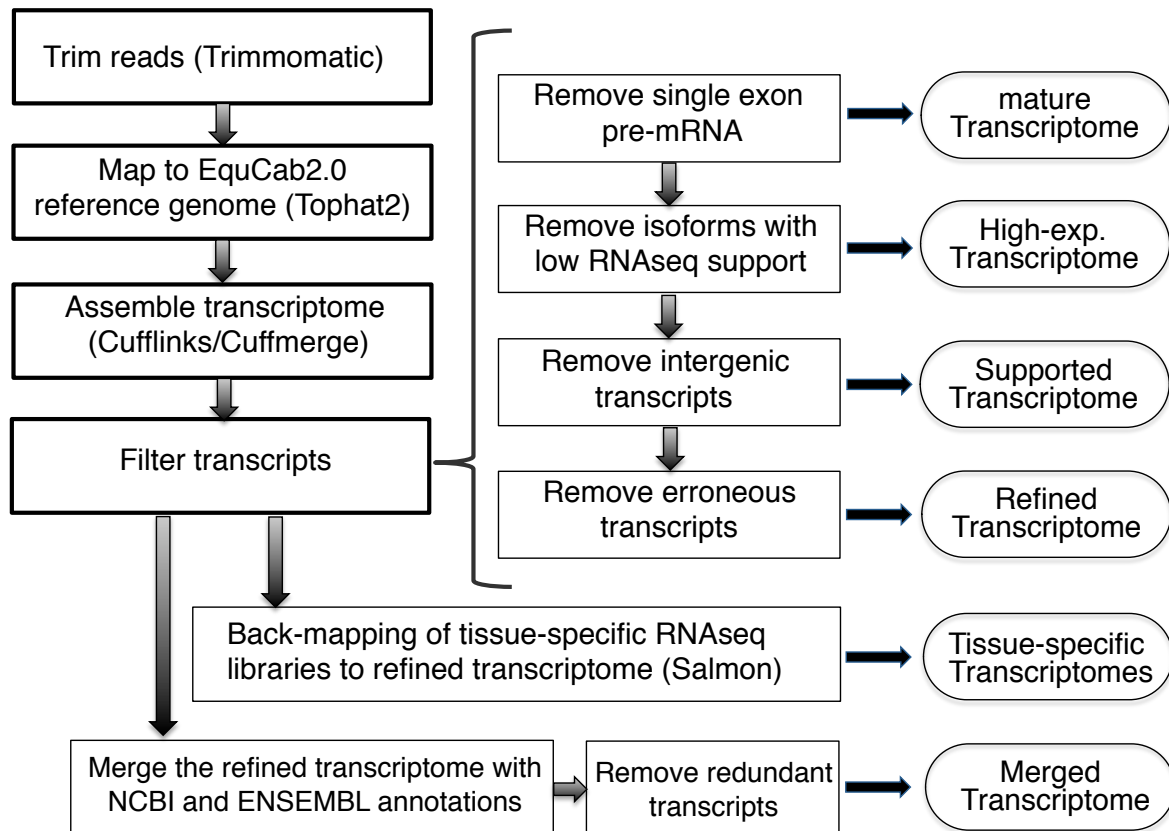 Trim reads (Trimmomatic)
Map to EquCab2.0
reference genome (Tophat2)
Assemble transcriptome
(Cufflinks/Cuffmerge)
Filter transcripts
Remove single exon
pre-mRNA
mature
Transcriptome
Remove isoforms with
low RNAseq support
High-exp.
Transcriptome
Remove intergenic
transcripts
Supported
Transcriptome
Remove erroneous
transcripts
Refined
Transcriptome
Back-mapping of tissue-specific RNAseq
libraries to refined transcriptome (Salmon)
Tissue-specific
Transcriptomes
Merge the refined transcriptome with
NCBI and ENSEMBL annotations
Remove redundant
transcripts
Merged
Transcriptome